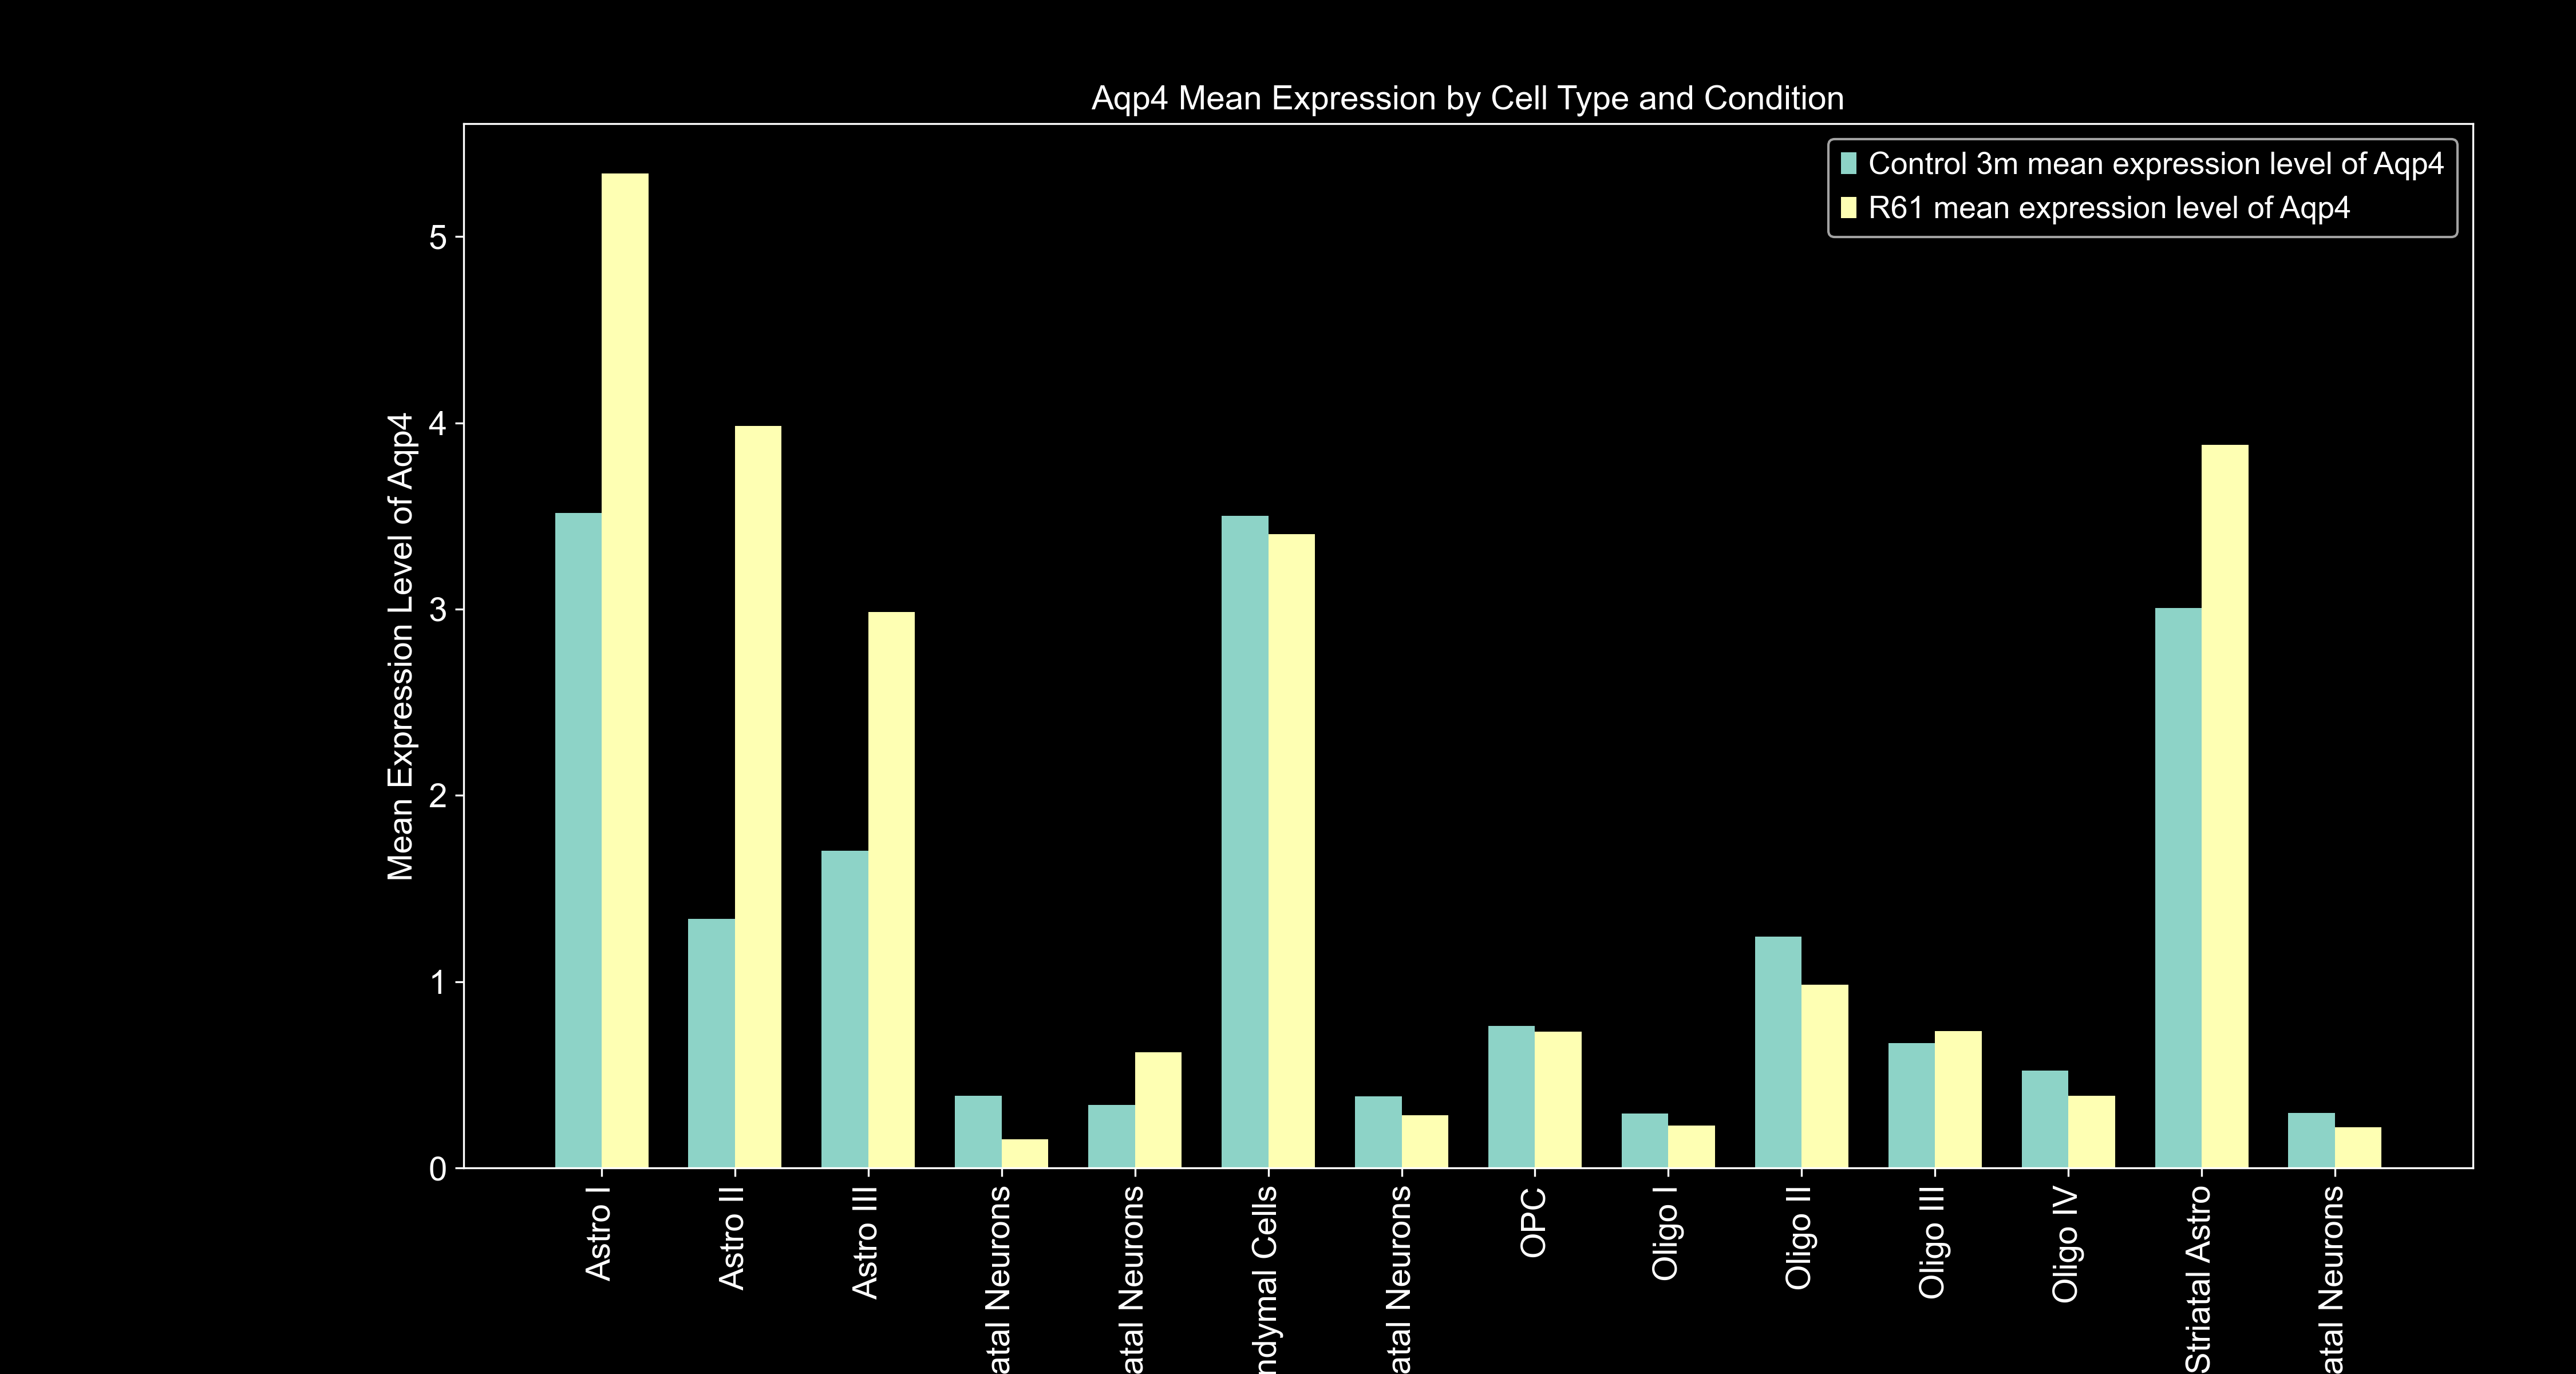 Aqp4 Mean Expression by Cell Type and Condition
Control 3m mean expression level of Aqp4
R61 mean expression level of Aqp4
Mean Expression Level of Aqp4
5
4
3
2
1
0
Astro I
Astro II
Astro III
atal Neurons
atal Neurons
ndymal Cells
atal Neurons
OPC
Oligo I
Oligo II
Oligo III
Oligo IV
Striatal Astro
atal Neurons